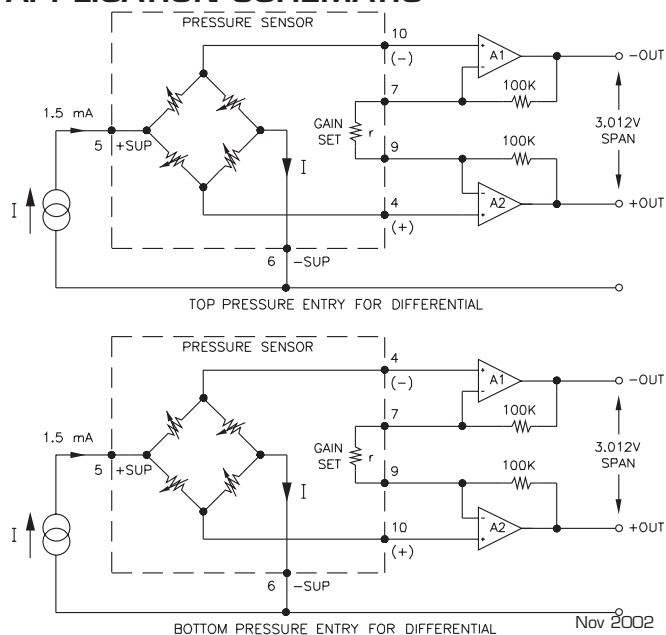 APPLICATION SCHEMATIC
PRESSURE SENSOR
10
(-)
A1
-OUT
7
100K
1.5 mA
GAIN
SET
r
3.012V
SPAN
5
+SUP
I
9
100K
I
4
(+)
A2
+OUT
6
-SUP
TOP PRESSURE ENTRY FOR DIFFERENTIAL
PRESSURE SENSOR
4
(-)
A1
-OUT
7
100K
1.5 mA
GAIN
SET
r
3.012V
SPAN
5
+SUP
I
9
100K
I
10
(+)
A2
+OUT
6
-SUP
BOTTOM PRESSURE ENTRY FOR DIFFERENTIAL
Nov 2002